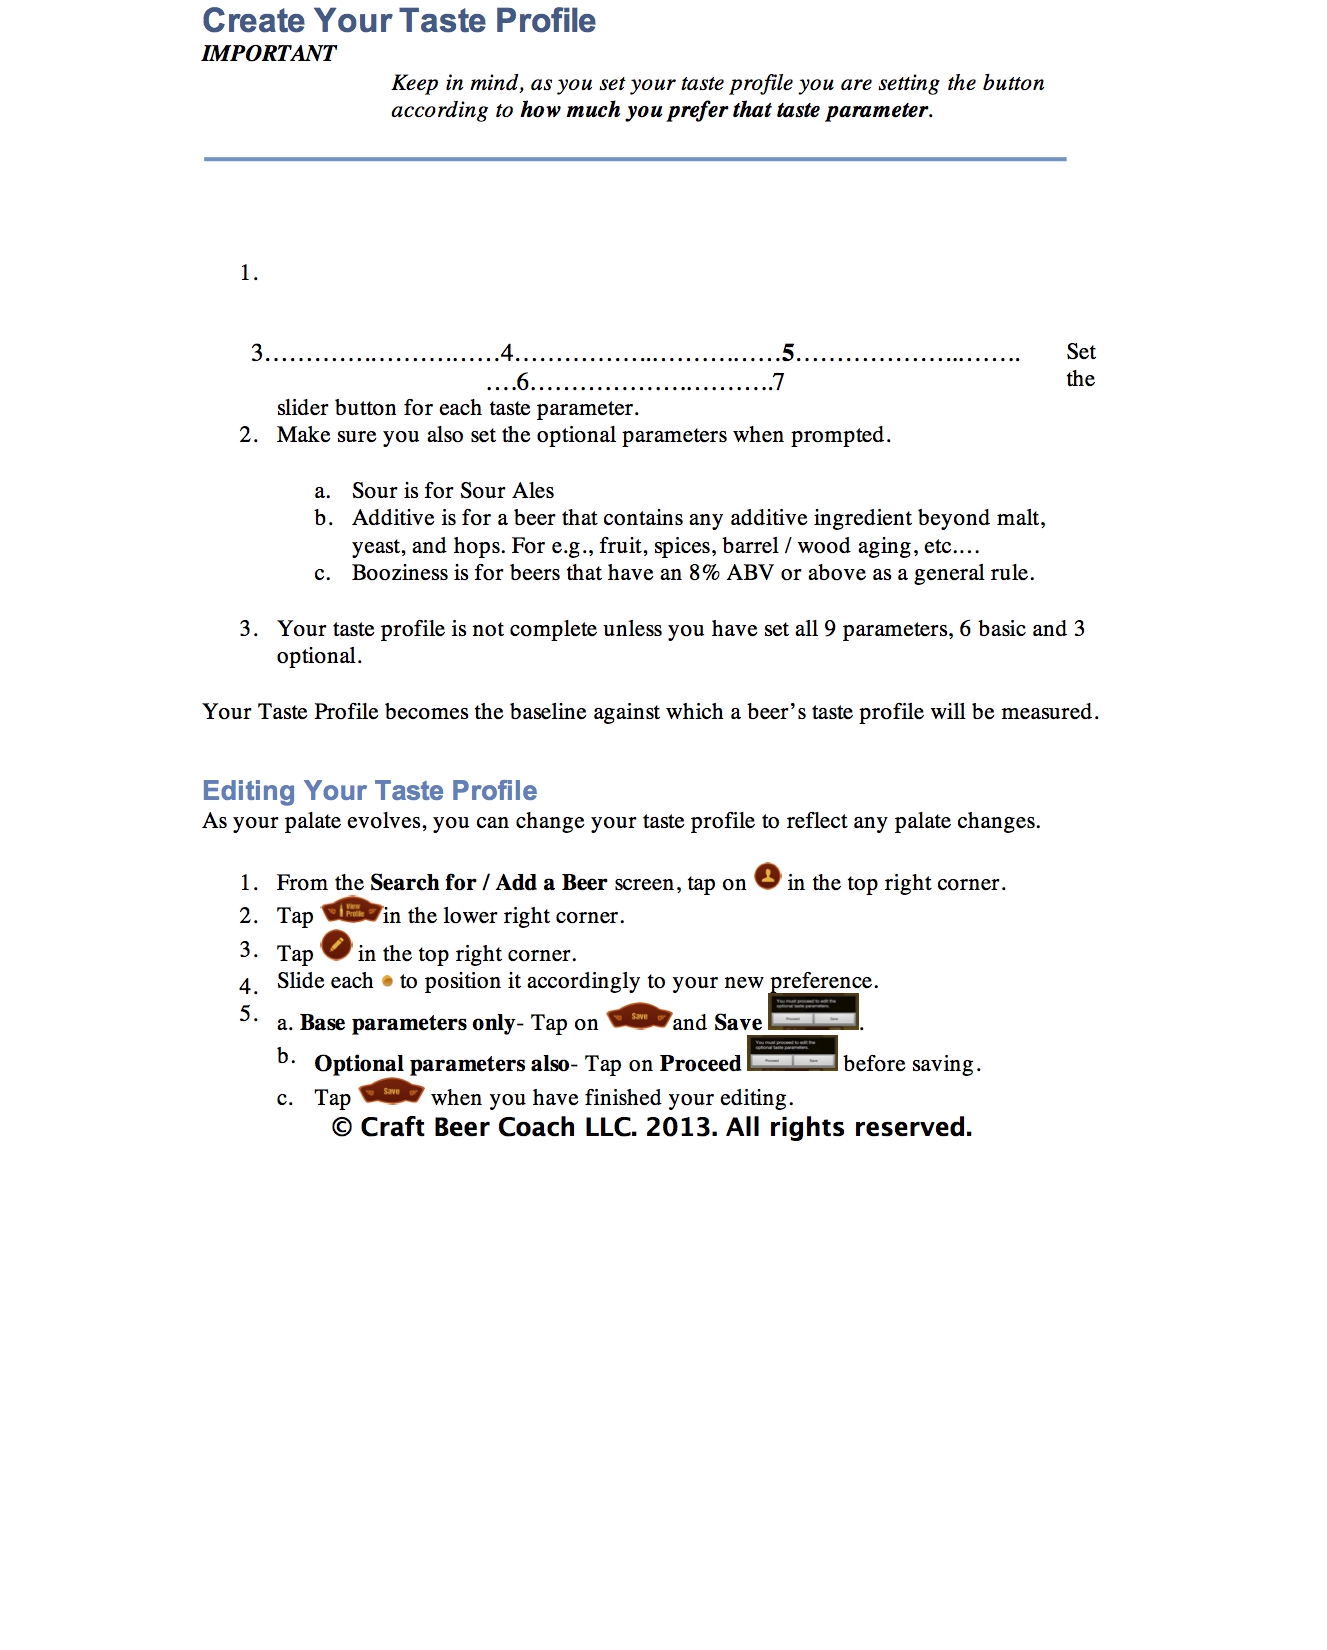 Create Your Taste Profile
IMPORTANT
Keep in mind, as you set your taste profile you are setting the button
according to how much you prefer that taste parameter.
1.
3…………………………4……………………………5……………………….. Set
….6…………………………7 the
slider button for each taste parameter.
2. Make sure you also set the optional parameters when prompted.
a. Sour is for Sour Ales
b. Additive is for a beer that contains any additive ingredient beyond malt,
yeast, and hops. For e.g., fruit, spices, barrel / wood aging, etc.…
c. Booziness is for beers that have an 8% ABV or above as a general rule.
3. Your taste profile is not complete unless you have set all 9 parameters, 6 basic and 3
optional.
Your Taste Profile becomes the baseline against which a beer’s taste profile will be measured.
Editing Your Taste Profile
As your palate evolves, you can change your taste profile to reflect any palate changes.
1. From the Search for / Add a Beer screen, tap on in the top right corner.
2. Tap View Profile in the lower right corner.
3. Tap in the top right corner.
4. Slide each to position it accordingly to your new preference.
5. a. Base parameters only- Tap on Save and Save You must proceed to edit the optional taste parameters. Proceed Save .
b. Optional parameters also- Tap on Proceed You must proceed to edit the optional taste parameters. Proceed Save before saving.
c. Tap Save when you have finished your editing.
© Craft Beer Coach LLC. 2013. All rights reserved.